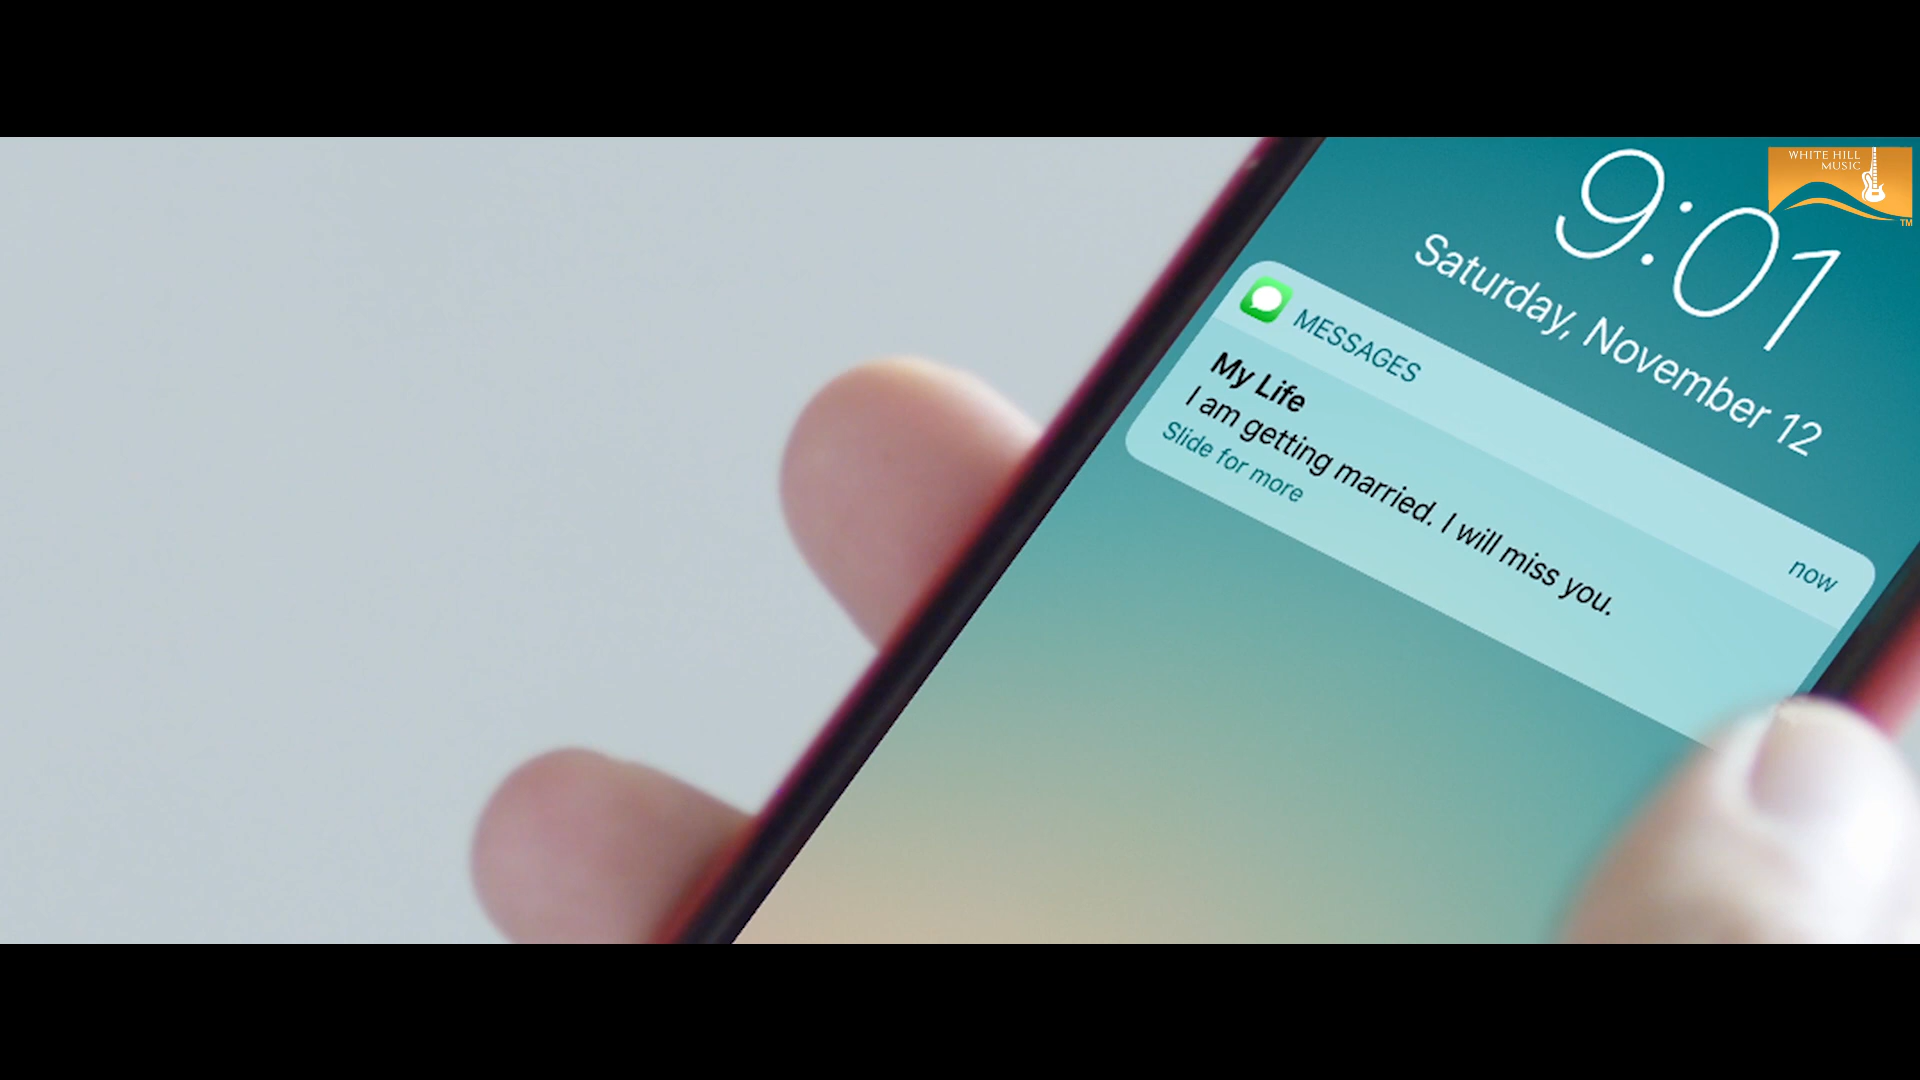 WHITE HILL
MUSIC
TM
9:01
Saturday, November 12
MESSAGES
now
My Life
I am getting married. I will miss you.
Slide for more